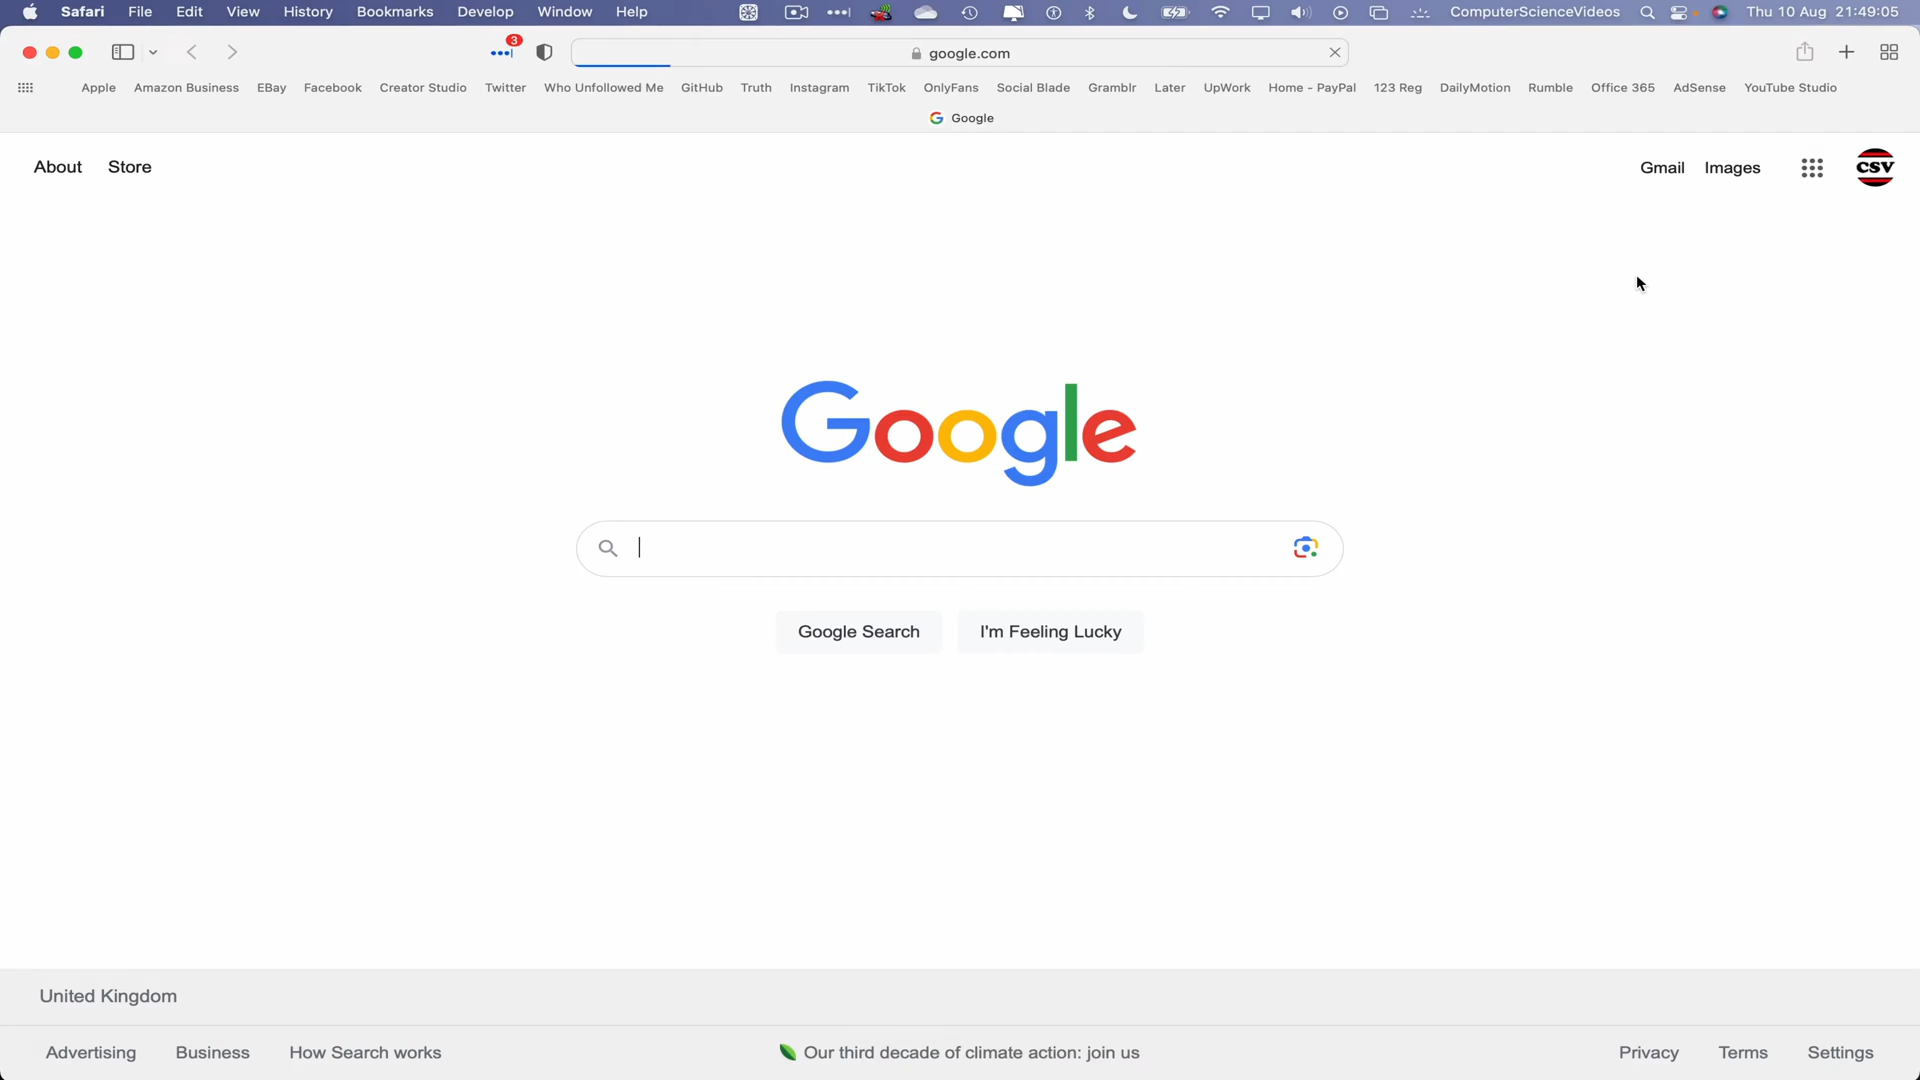 Safari File Edit View History Bookmarks Develop Window Help ComputerScienceVideos Thu 10 Aug 21:49:05
3 google.com
Apple Amazon Business EBay Facebook Creator Studio Twitter Who Unfollowed Me GitHub Truth Instagram TikTok OnlyFans Social Blade Gramblr Later UpWork Home - PayPal 123 Reg DailyMotion Rumble Office 365 AdSense YouTube Studio
Google
About Store Gmail Images CSV
Google
Google Search I'm Feeling Lucky
United Kingdom
Advertising Business How Search works Our third decade of climate action: join us Privacy Terms Settings